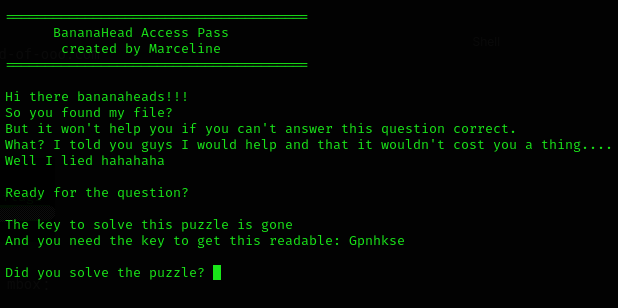 ============================================
BananaHead Access Pass
created by Marceline
============================================
Hi there bananaheads!!!
So you found my file?
But it won't help you if you can't answer this question correct.
What? I told you guys I would help and that it wouldn't cost you a thing....
Well I lied hahahaha
Ready for the question?
The key to solve this puzzle is gone
And you need the key to get this readable: Gpnhkse
Did you solve the puzzle?